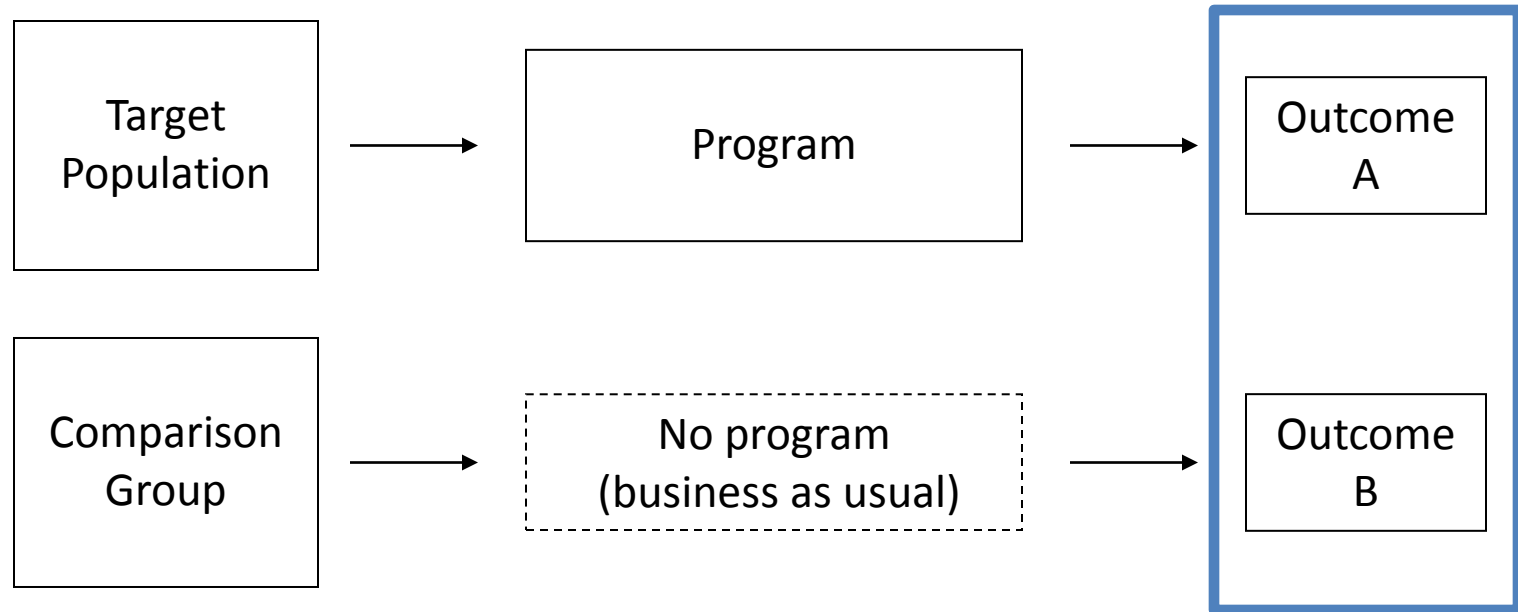 Target
Population
Program
Outcome
A
Comparison
Group
No program
(business as usual)
Outcome
B